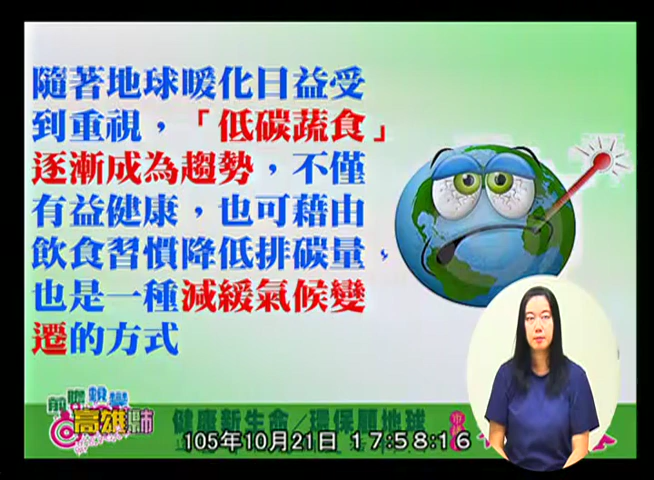 隨著地球暖化日益受
到重視，「低碳蔬食」
逐漸成為趨勢，不僅
有益健康，也可藉由
飲食習慣降低排碳量，
也是一種減緩氣候變
遷的方式
高雄
健康新生命/環保顧地球
105年10月21日 17:58:16